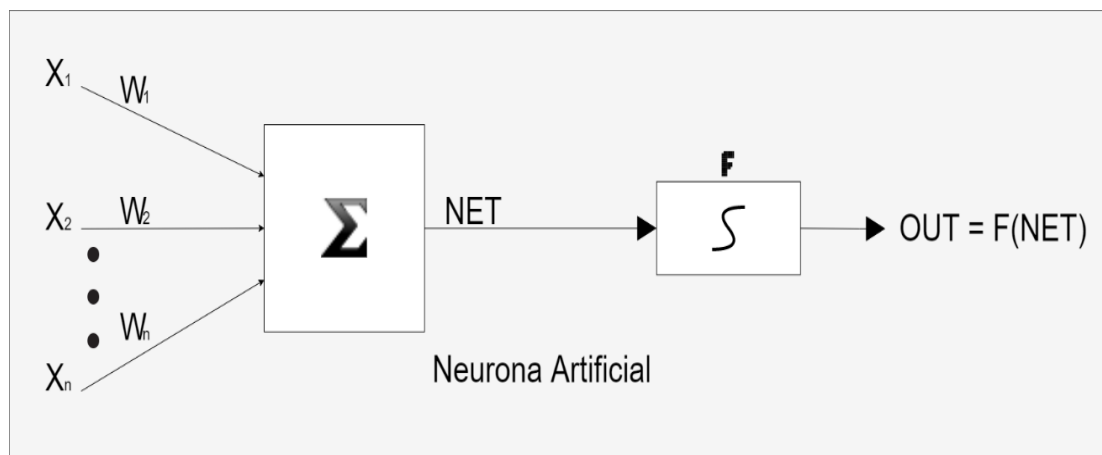 X₁
W₁
X₂
W₂
Xₙ
Wₙ
Σ
NET
F
S
OUT = F(NET)
Neurona Artificial